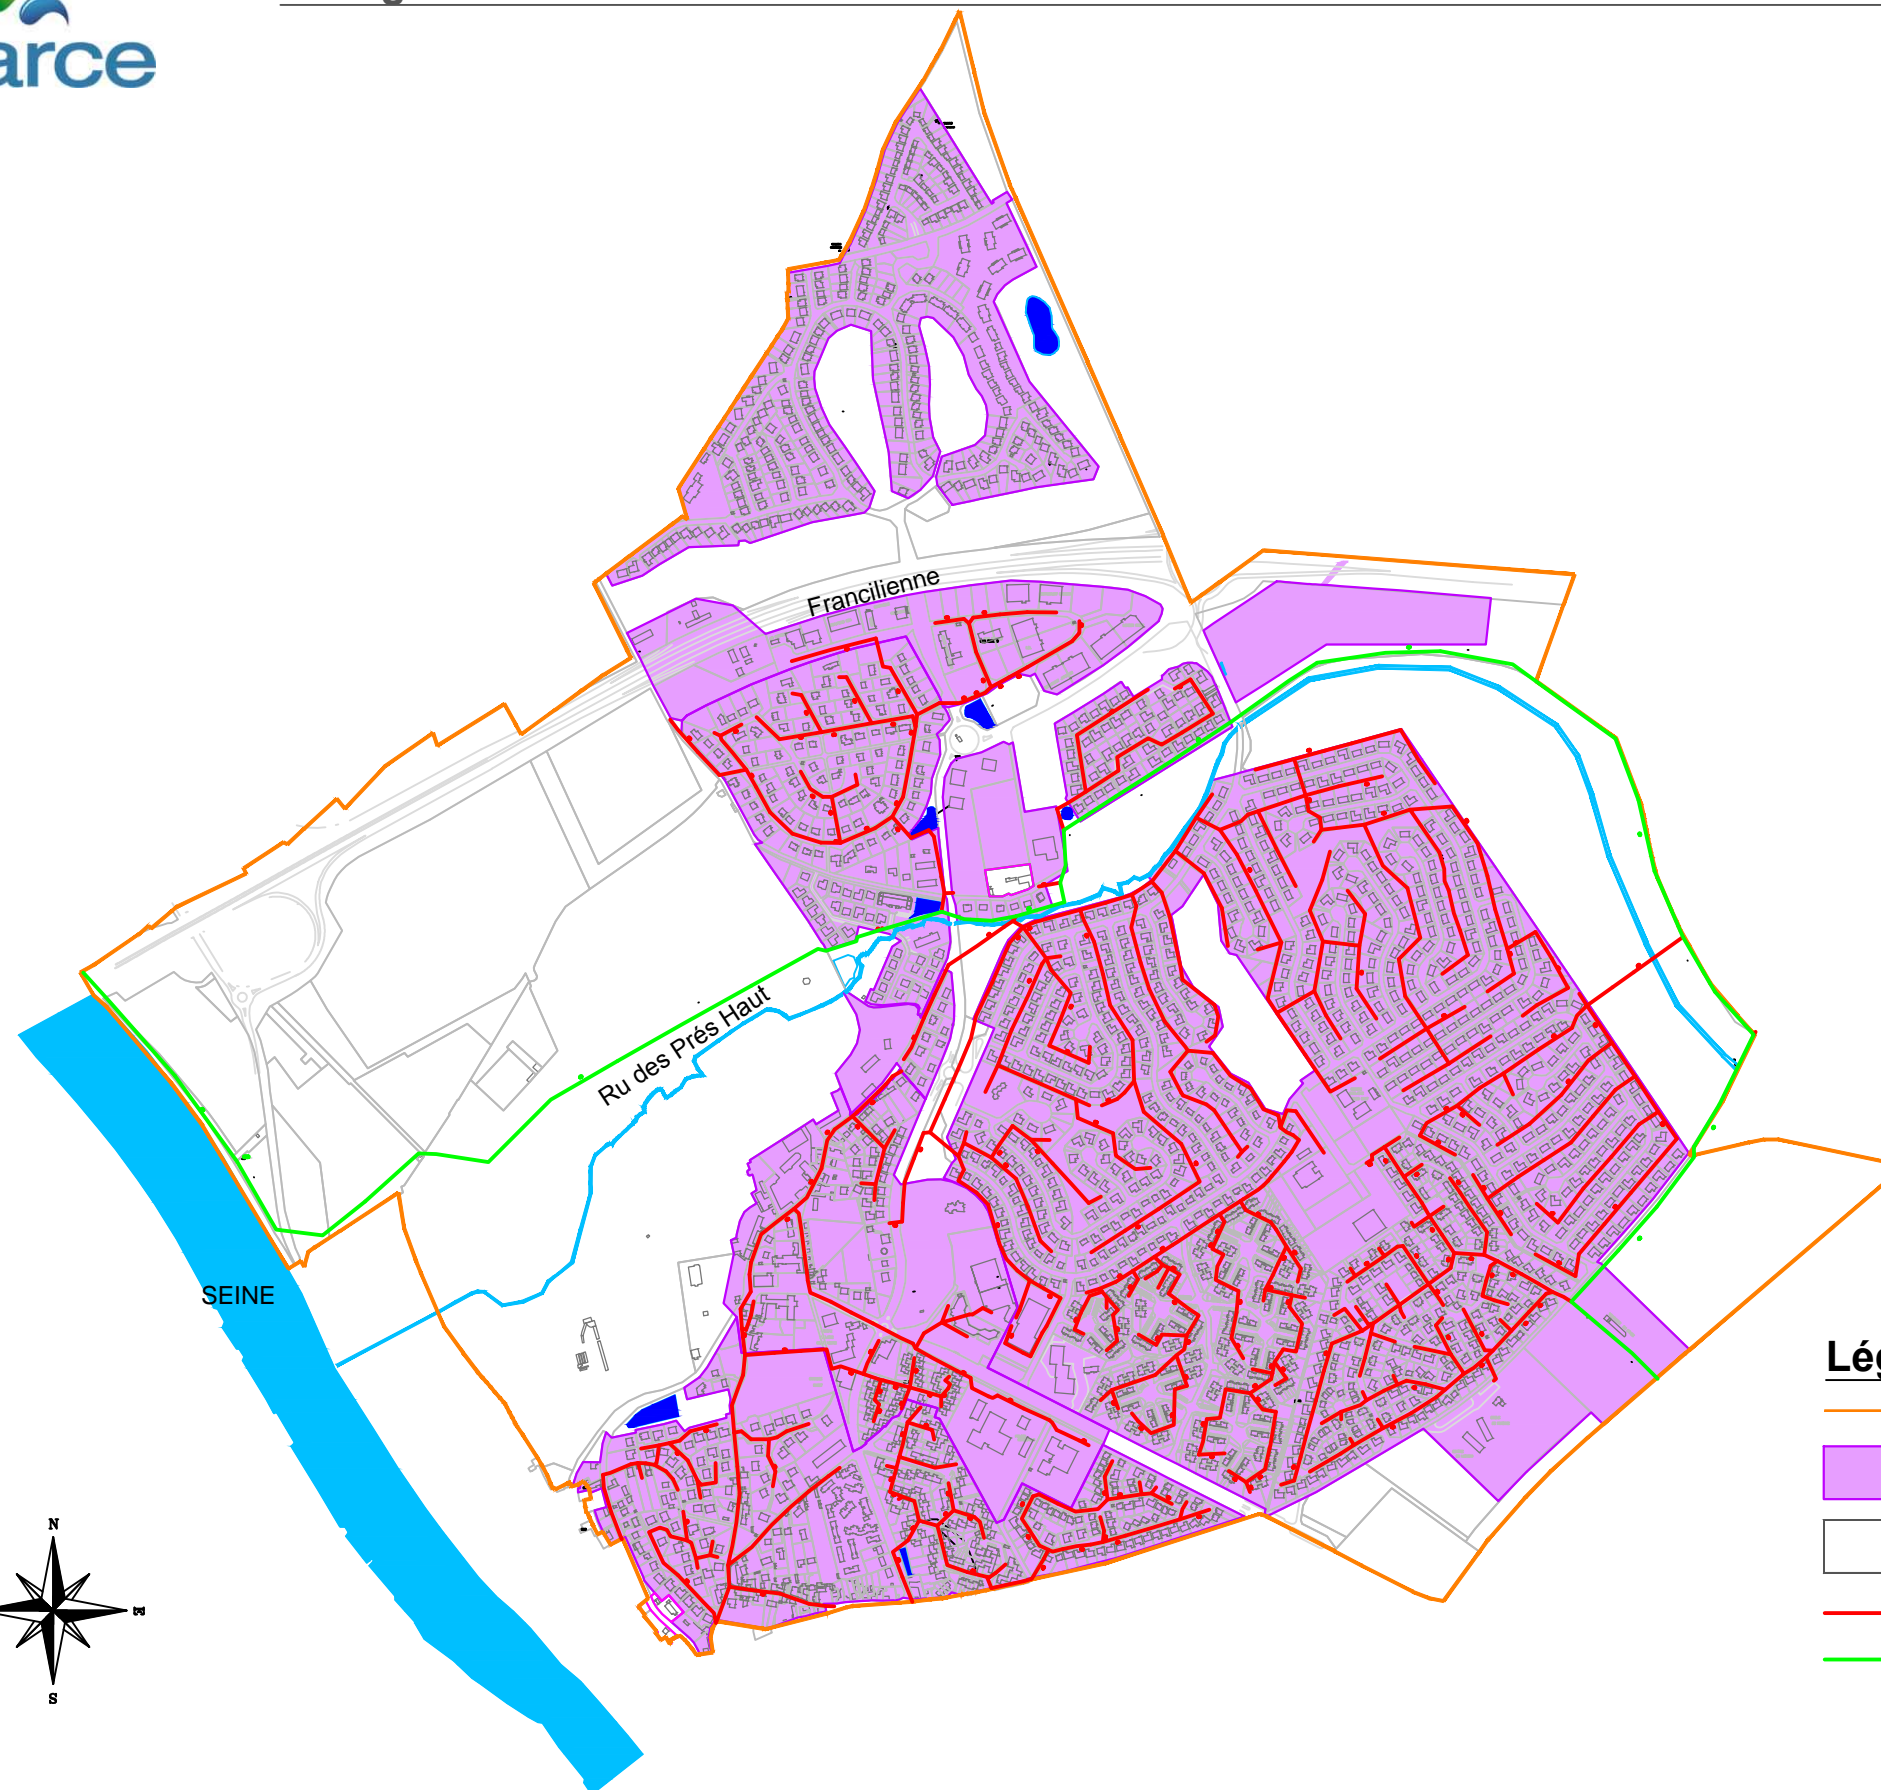 arce
Francilienne
Ru des Prés Haut
SEINE
Lég
N
E
S